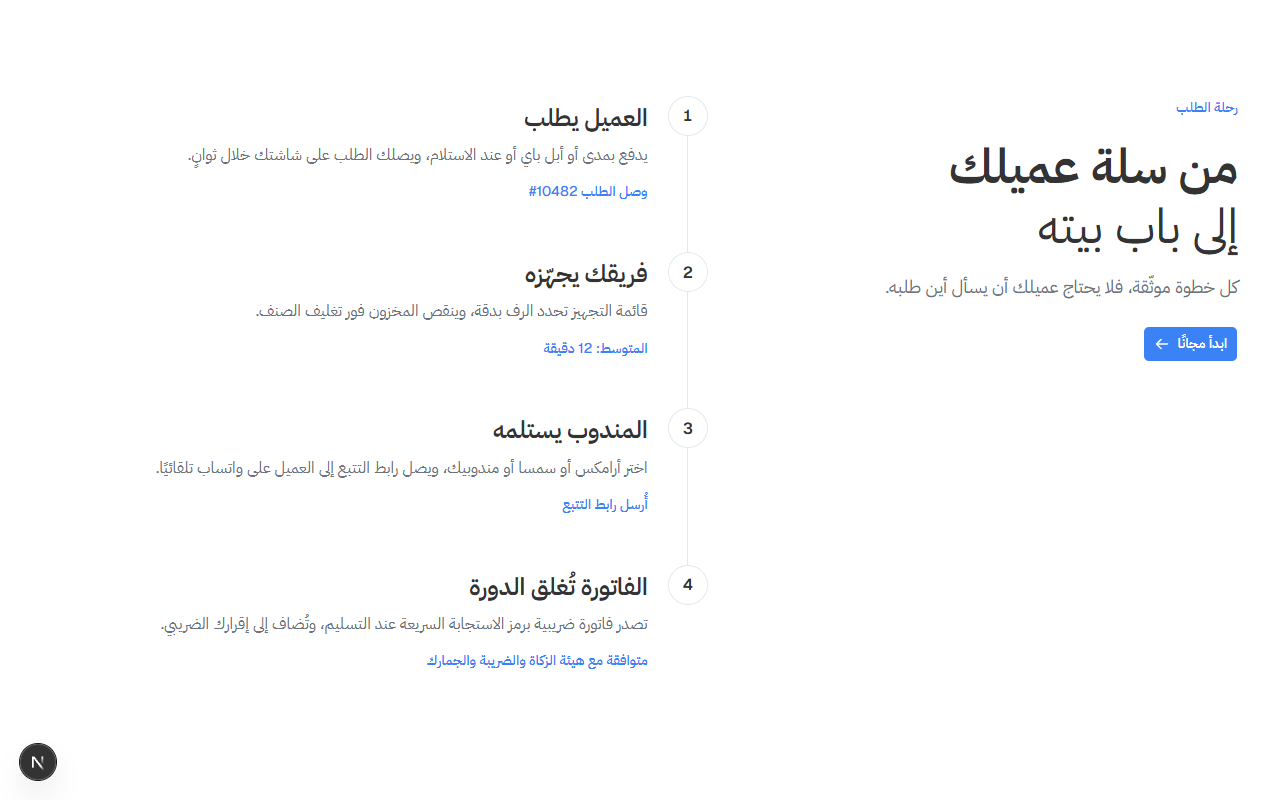 رحلة الطلب
من سلة عميلك
إلى باب بيته
كل خطوة موثّقة، فلا يحتاج عميلك أن يسأل أين طلبه.
ابدأ مجانًا ←
1
العميل يطلب
يدفع بمدى أو أبل باي أو عند الاستلام، ويصلك الطلب على شاشتك خلال ثوانٍ.
وصل الطلب 10482#
2
فريقك يجهّزه
قائمة التجهيز تحدد الرف بدقة، وينقص المخزون فور تغليف الصنف.
المتوسط: 12 دقيقة
3
المندوب يستلمه
اختر أرامكس أو سمسا أو مندوبيك، ويصل رابط التتبع إلى العميل على واتساب تلقائيًا.
أُرسل رابط التتبع
4
الفاتورة تُغلق الدورة
تصدر فاتورة ضريبية برمز الاستجابة السريعة عند التسليم، وتُضاف إلى إقرارك الضريبي.
متوافقة مع هيئة الزكاة والضريبة والجمارك
N